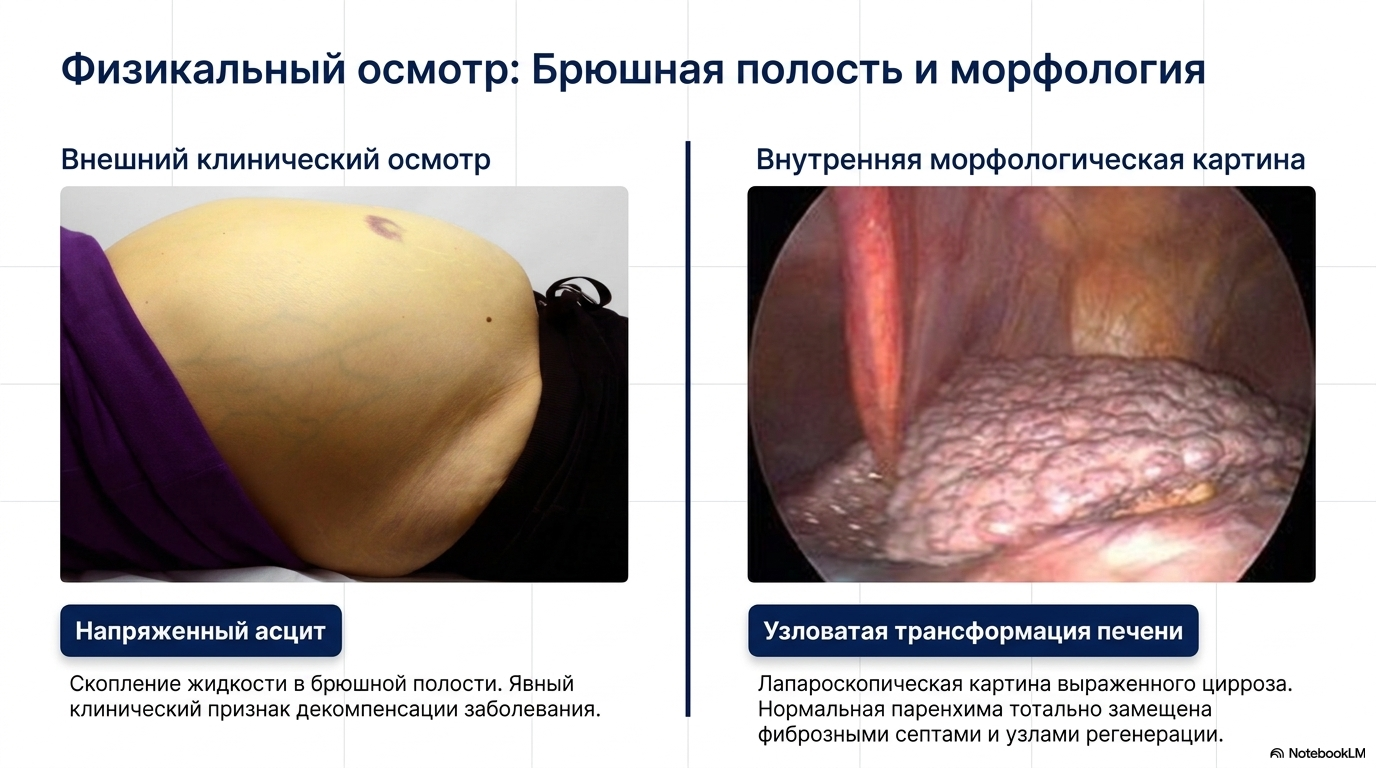 Физикальный осмотр: Брюшная полость и морфология
Внешний клинический осмотр
Напряженный асцит
Скопление жидкости в брюшной полости. Явный
клинический признак декомпенсации заболевания.
Внутренняя морфологическая картина
Узловатая трансформация печени
Лапароскопическая картина выраженного цирроза.
Нормальная паренхима тотально замещена
фиброзными септами и узлами регенерации.
NotebookLM